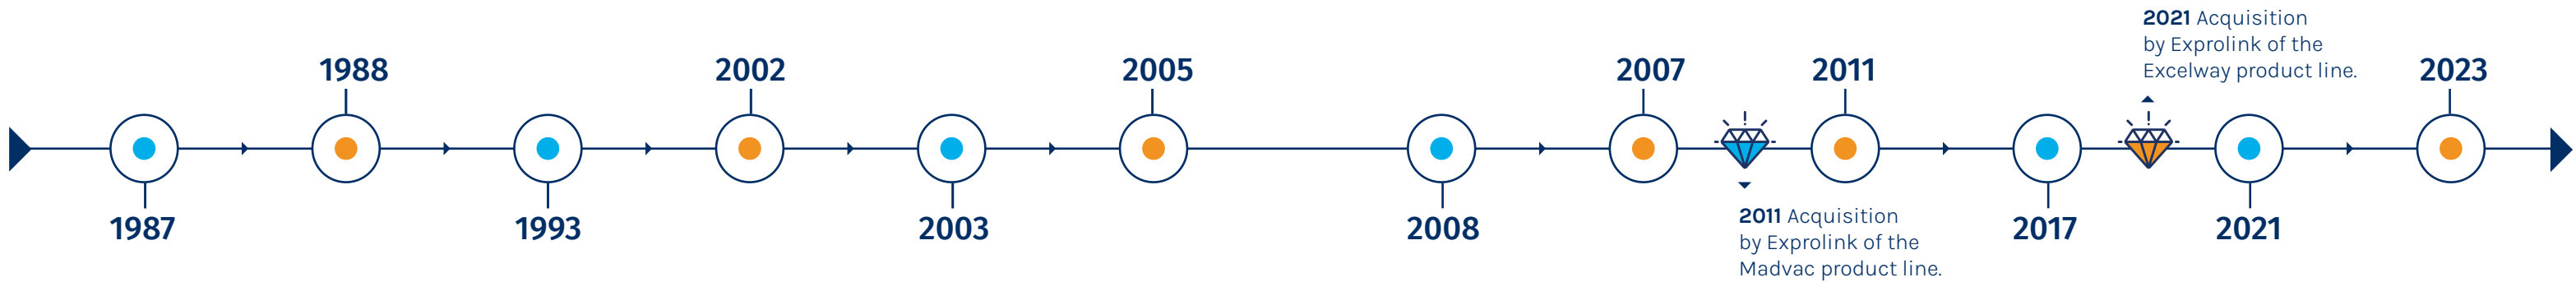 1987
1988
1993
2002
2003
2005
2008
2007
2011 Acquisition
by Exprolink of the
Madvac product line.
2011
2017
2021 Acquisition
by Exprolink of the
Excelway product line.
2021
2023